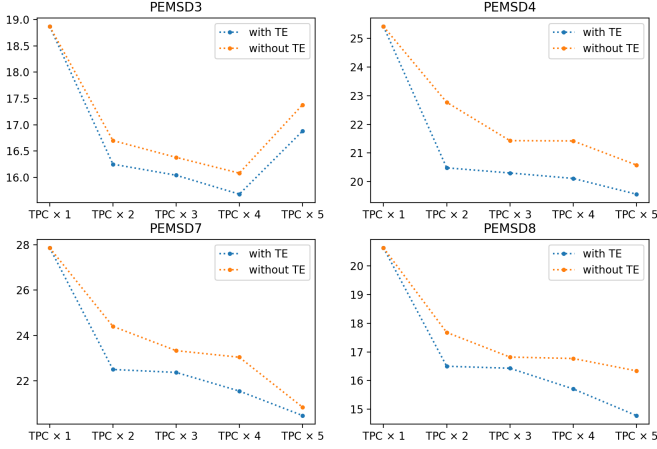 PEMSD3
19.0
18.5
18.0
17.5
17.0
16.5
16.0
with TE
without TE
TPC × 1 TPC × 2 TPC × 3 TPC × 4 TPC × 5
PEMSD4
25
24
23
22
21
20
with TE
without TE
TPC × 1 TPC × 2 TPC × 3 TPC × 4 TPC × 5
PEMSD7
28
26
24
22
with TE
without TE
TPC × 1 TPC × 2 TPC × 3 TPC × 4 TPC × 5
PEMSD8
20
19
18
17
16
15
with TE
without TE
TPC × 1 TPC × 2 TPC × 3 TPC × 4 TPC × 5